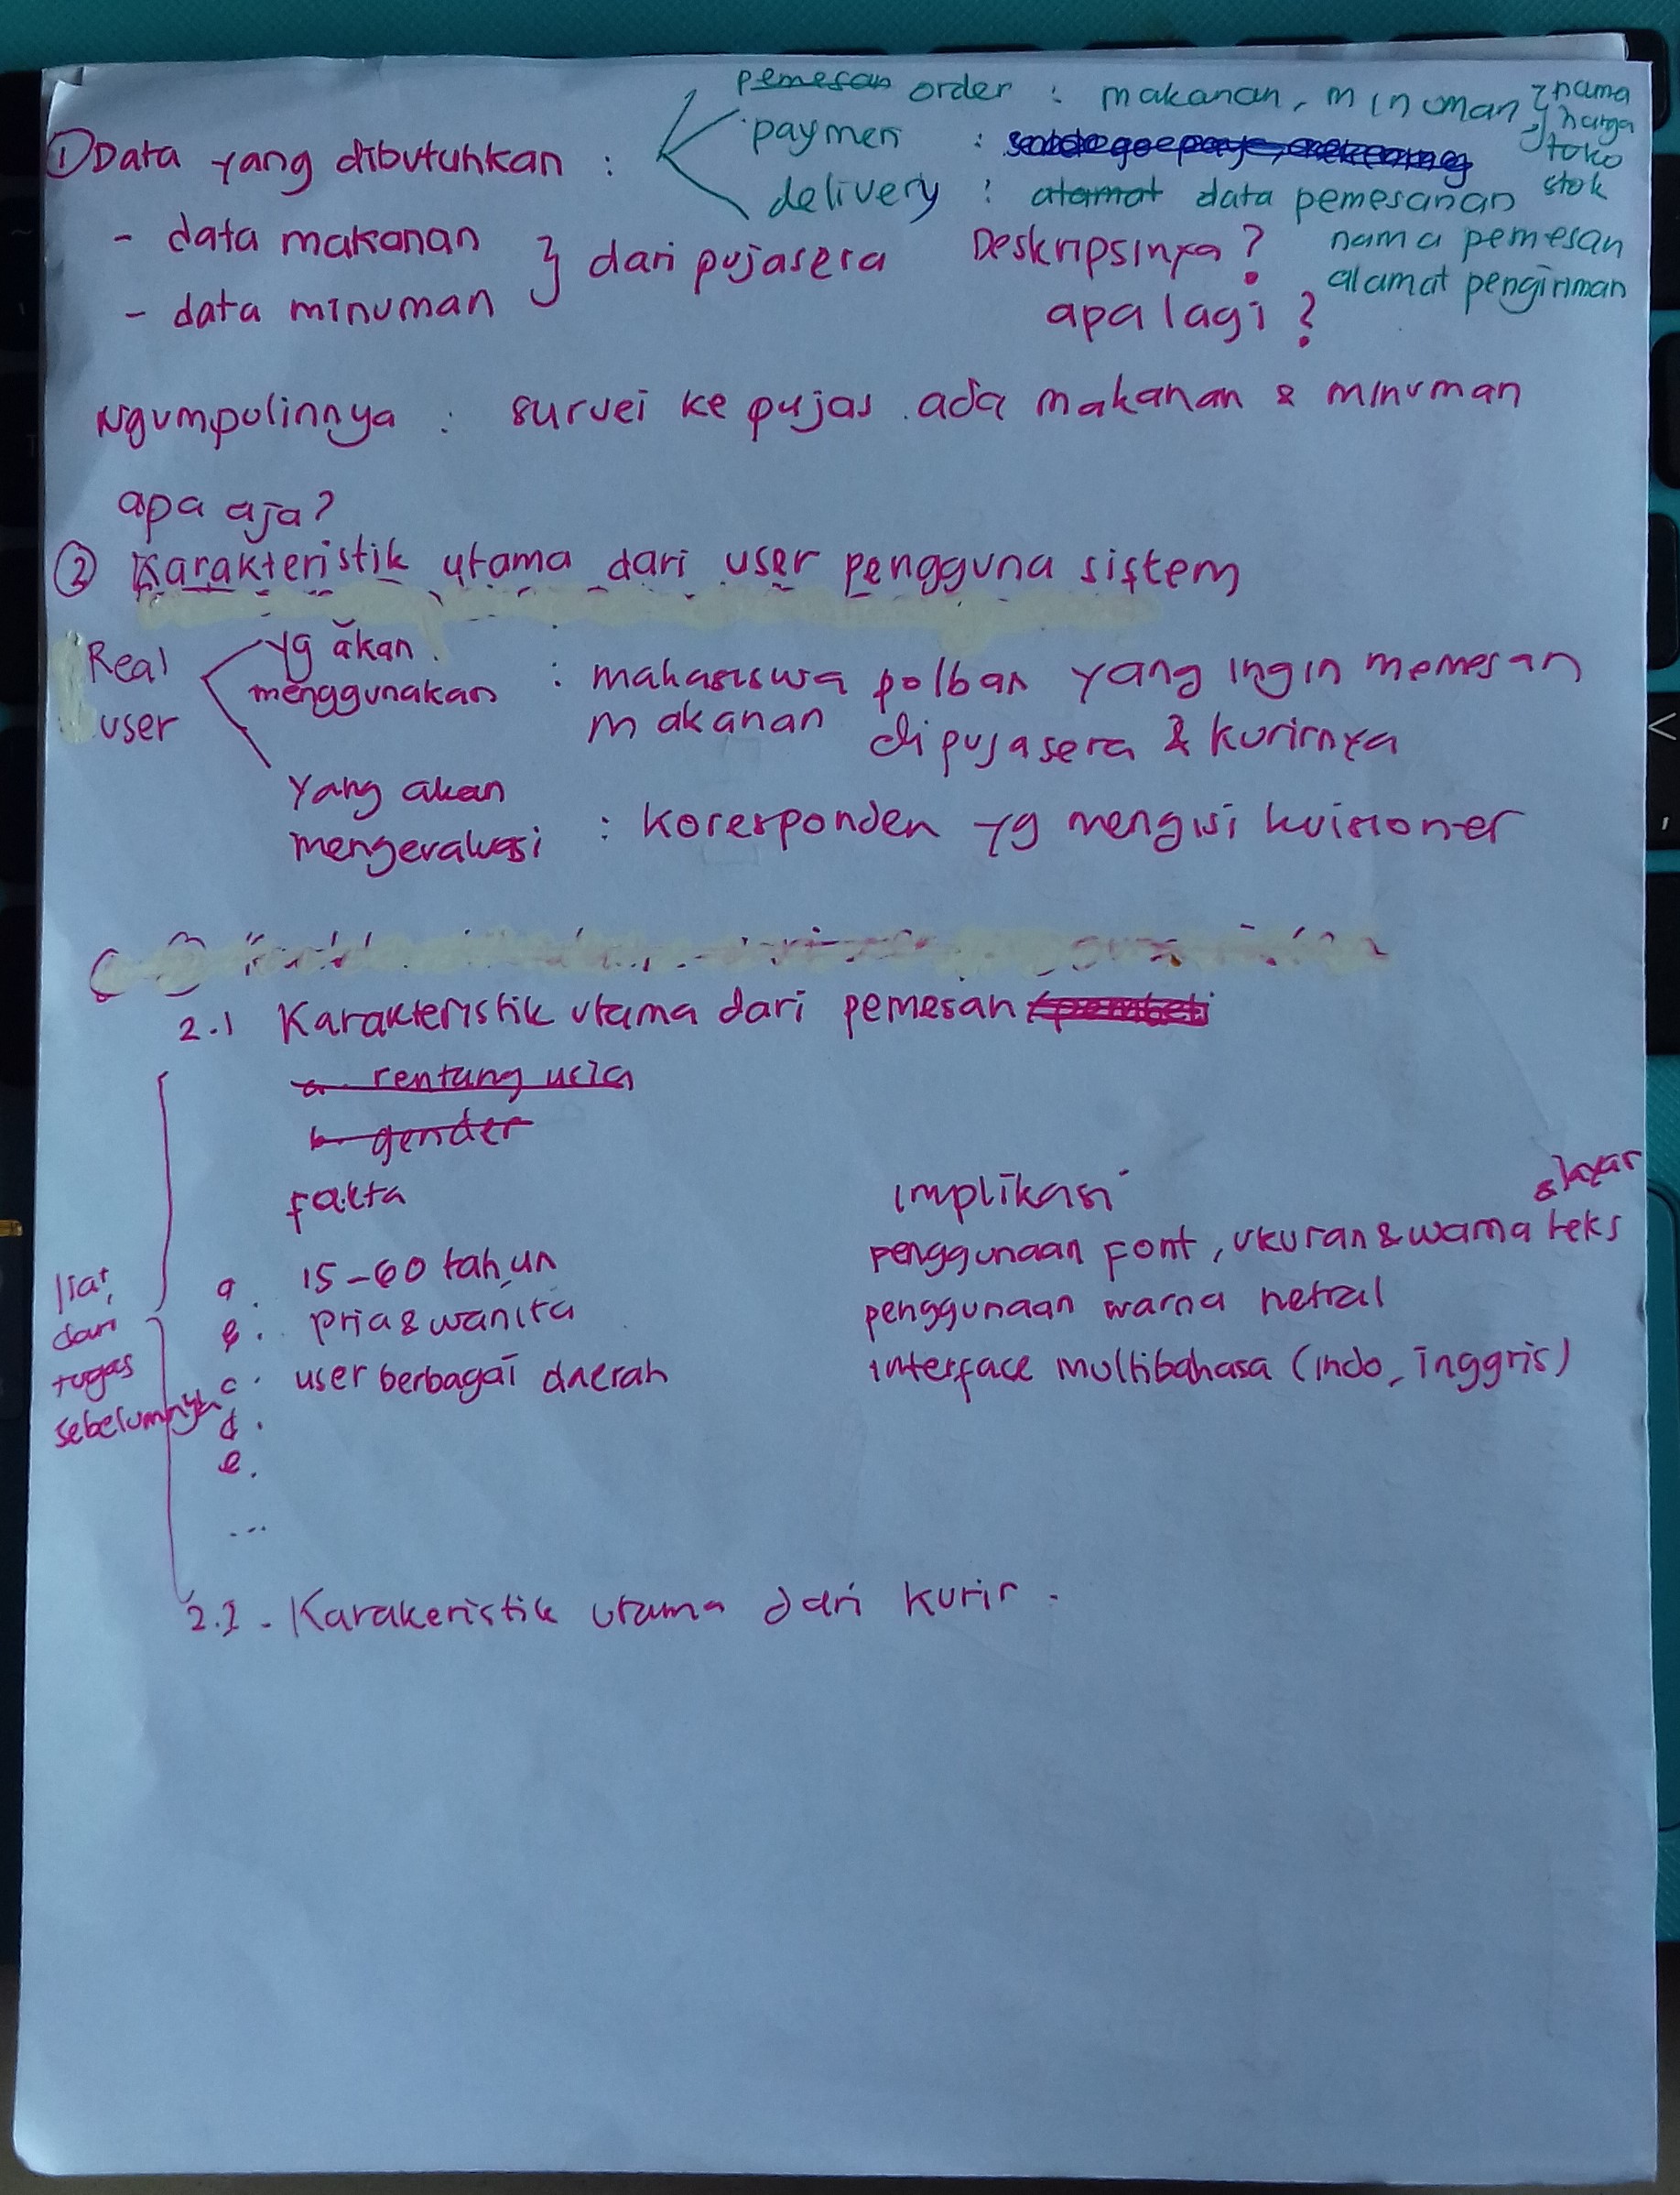 pemesan order : makanan, minuman } nama
harga
toko
stok
paymen :
delivery : alamat data pemesanan
nama pemesan
alamat pengiriman
① Data yang dibutuhkan :
- data makanan
- data minuman } dari pujasera
Deskripsinya ?
apa lagi ?
Ngumpulinnya : survei ke pujas. ada makanan & minuman
apa aja?
② Karakteristik utama dari user pengguna sistem
Real user
yg akan menggunakan : mahasiswa polban yang ingin memesan
makanan di pujasera & kurirnya
Yang akan mengevaluasi : koresponden yg mengisi kuisioner
2.1 Karakteristik utama dari pemesan
a. rentang usia
b. gender
fakta implikasi
a. 15-60 tahun penggunaan font, ukuran & warna teks
b. pria & wanita penggunaan warna netral
c. user berbagai daerah interface multibahasa (indo, inggris)
d.
e.
...
liat
dari
tugas
sebelumnya
2.2 - Karakeristik utama dari kurir.